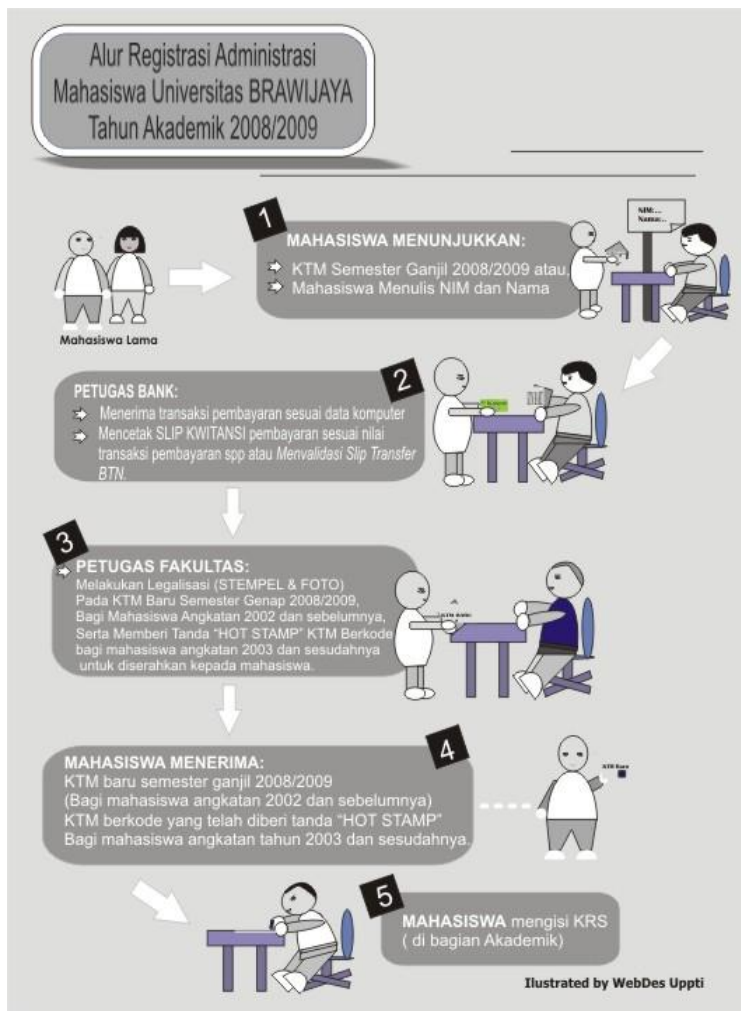 Alur Registrasi Administrasi
Mahasiswa Universitas BRAWIJAYA
Tahun Akademik 2008/2009
Mahasiswa Lama
1
MAHASISWA MENUNJUKKAN:
KTM Semester Ganjil 2008/2009 atau,
Mahasiswa Menulis NIM dan Nama
NIM:...
Nama:..
2
PETUGAS BANK:
Menerima transaksi pembayaran sesuai data komputer
Mencetak SLIP KWITANSI pembayaran sesuai nilai
transaksi pembayaran spp atau Menvalidasi Slip Transfer
BTN.
3
PETUGAS FAKULTAS:
Melakukan Legalisasi (STEMPEL & FOTO)
Pada KTM Baru Semester Genap 2008/2009,
Bagi Mahasiswa Angkatan 2002 dan sebelumnya,
Serta Memberi Tanda “HOT STAMP” KTM Berkode
bagi mahasiswa angkatan 2003 dan sesudahnya
untuk diserahkan kepada mahasiswa.
4
MAHASISWA MENERIMA:
KTM baru semester ganjil 2008/2009
(Bagi mahasiswa angkatan 2002 dan sebelumnya)
KTM berkode yang telah diberi tanda “HOT STAMP”
Bagi mahasiswa angkatan tahun 2003 dan sesudahnya.
KTM Baru
5
MAHASISWA mengisi KRS
( di bagian Akademik)
Ilustrated by WebDes Uppti